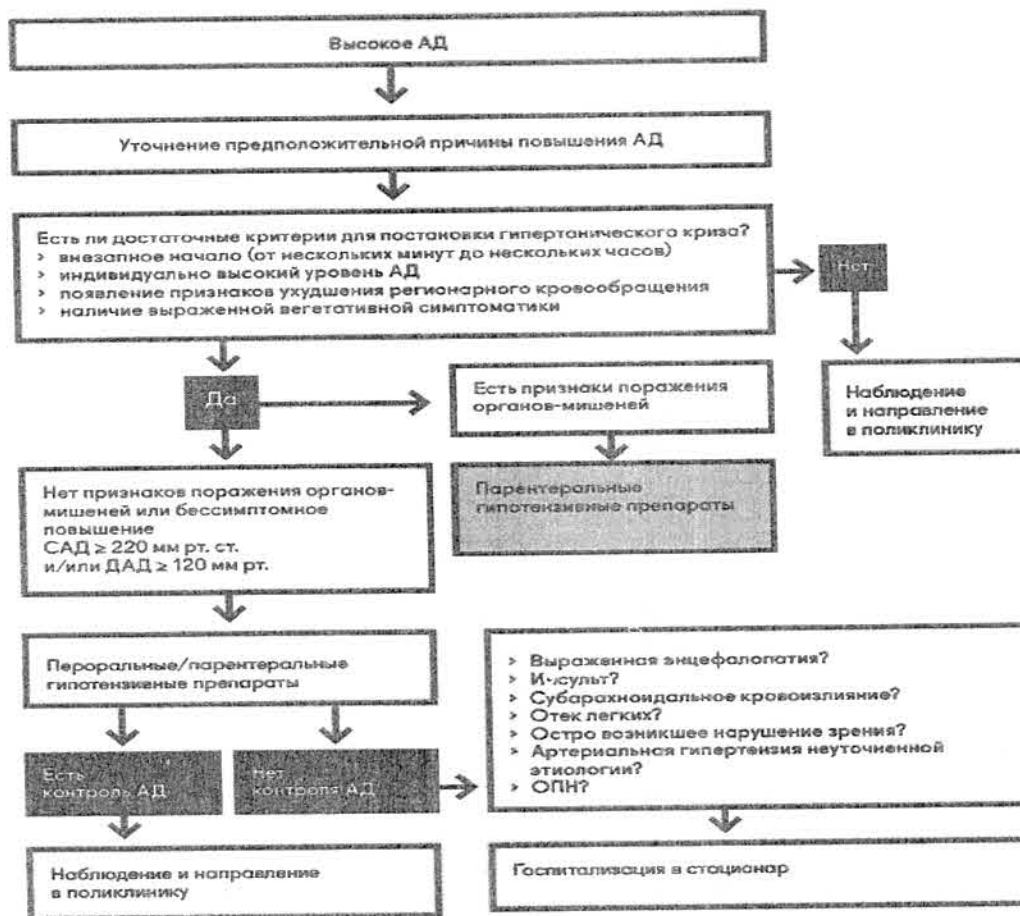 Высокое АД
Уточнение предположительной причины повышения АД
Есть ли достаточные критерии для постановки гипертанического криза?
> внезапное начало (от нескольких минут до нескольких часов)
> индивидуально высокий уровень АД
> появление признаков ухудшения регионарного кровообращения
> наличие выраженной вегетативной симптоматики
Нет
Да
Есть признаки поражения
органов-мишеней
Наблюдение
и направление
в поликлинику
Парентеральные
гипотензивные препараты
Нет признаков поражения органов-
мишеней или бессимптомное
повышение
САД ≥ 220 мм рт. ст.
и/или ДАД ≥ 120 мм рт.
Пероральные/парентеральные
гипотензивные препараты
Есть
контроль АД
Нет
контроля АД
> Выраженная энцефалопатия?
> Инсульт?
> Субарахноидальное кровоизлияние?
> Отек легких?
> Остро возникшее нарушение зрения?
> Артериальная гипертензия неуточненной
этиологии?
> ОПН?
Наблюдение и направление
в поликлинику
Госпитализация в стационар